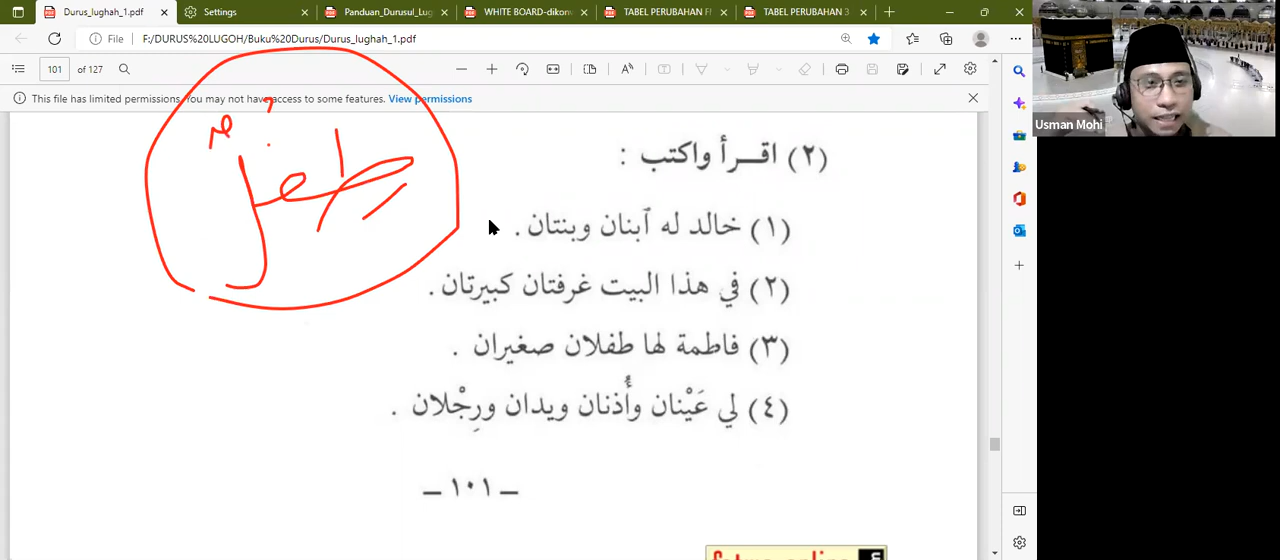 Durus_lughah_1.pdf
Settings
Panduan_Durusul_Lug
WHITE BOARD-dikon
TABEL PERUBAHAN F
TABEL PERUBAHAN 3
File
F:/DURUS%20LUGOH/Buku%20Durus/Durus_lughah_1.pdf
101 of 127
This file has limited permissions. You may not have access to some features. View permissions
Usman Mohi
(٢) اقـرأ واكتب :
(١) خالد له ٱبنان وبنتان .
(٢) في هذا البيت غرفتان كبيرتان .
(٣) فاطمة لها طفلان صغيران .
(٤) لي عَيْنان وأُذنان ويدان ورِجْلان .
– ١٠١ –